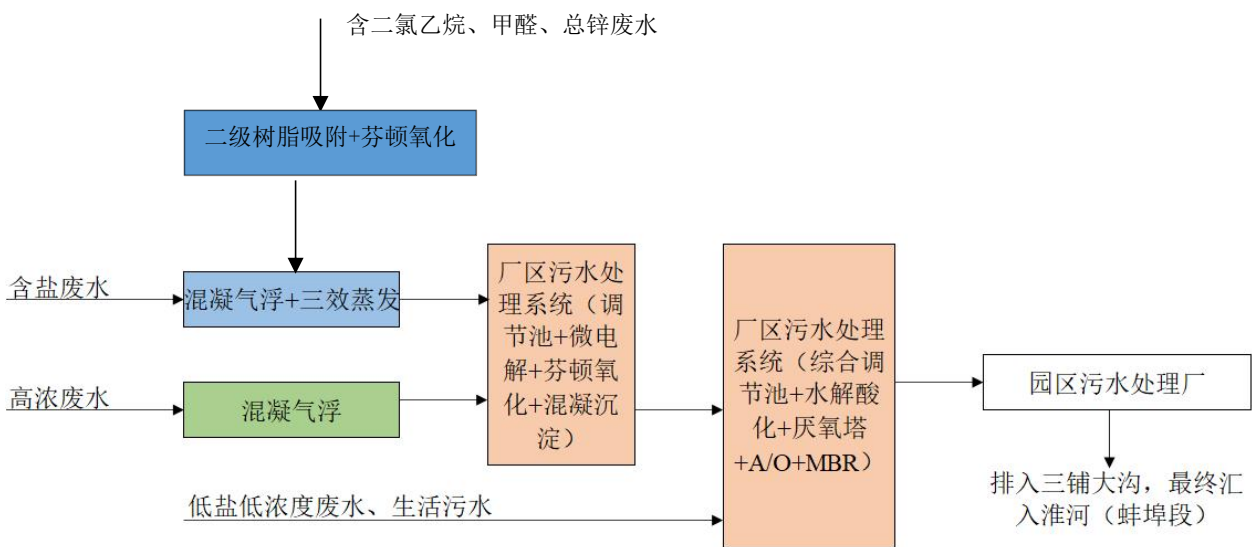 含二氯乙烷、甲醛、总锌废水
二级树脂吸附+芬顿氧化
含盐废水
混凝气浮+三效蒸发
高浓废水
混凝气浮
厂区污水处
理系统（调
节池+微电
解+芬顿氧
化+混凝沉
淀）
低盐低浓度废水、生活污水
厂区污水处理
系统（综合调
节池+水解酸
化+厌氧塔
+A/O+MBR）
园区污水处理厂
排入三铺大沟，最终汇
入淮河（蚌埠段）